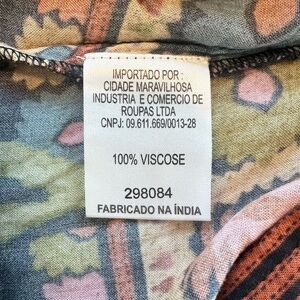 IMPORTADO POR :
CIDADE MARAVILHOSA
INDUSTRIA E COMERCIO DE
ROUPAS LTDA
CNPJ: 09.611.669/0013-28
100% VISCOSE
298084
FABRICADO NA ÍNDIA